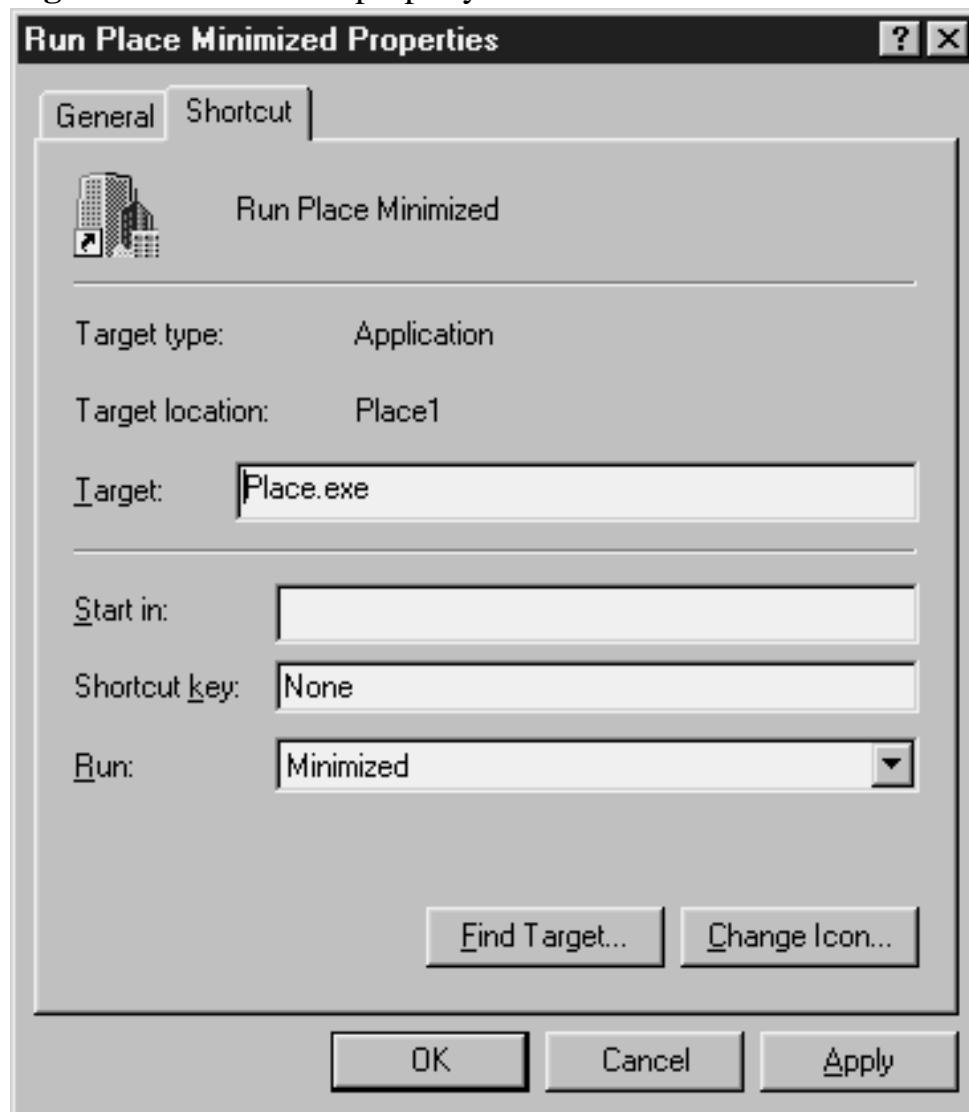 Run Place Minimized Properties ? X
General Shortcut
Run Place Minimized
Target type: Application
Target location: Place1
Target: Place.exe
Start in:
Shortcut key: None
Run: Minimized
Find Target... Change Icon...
OK Cancel Apply